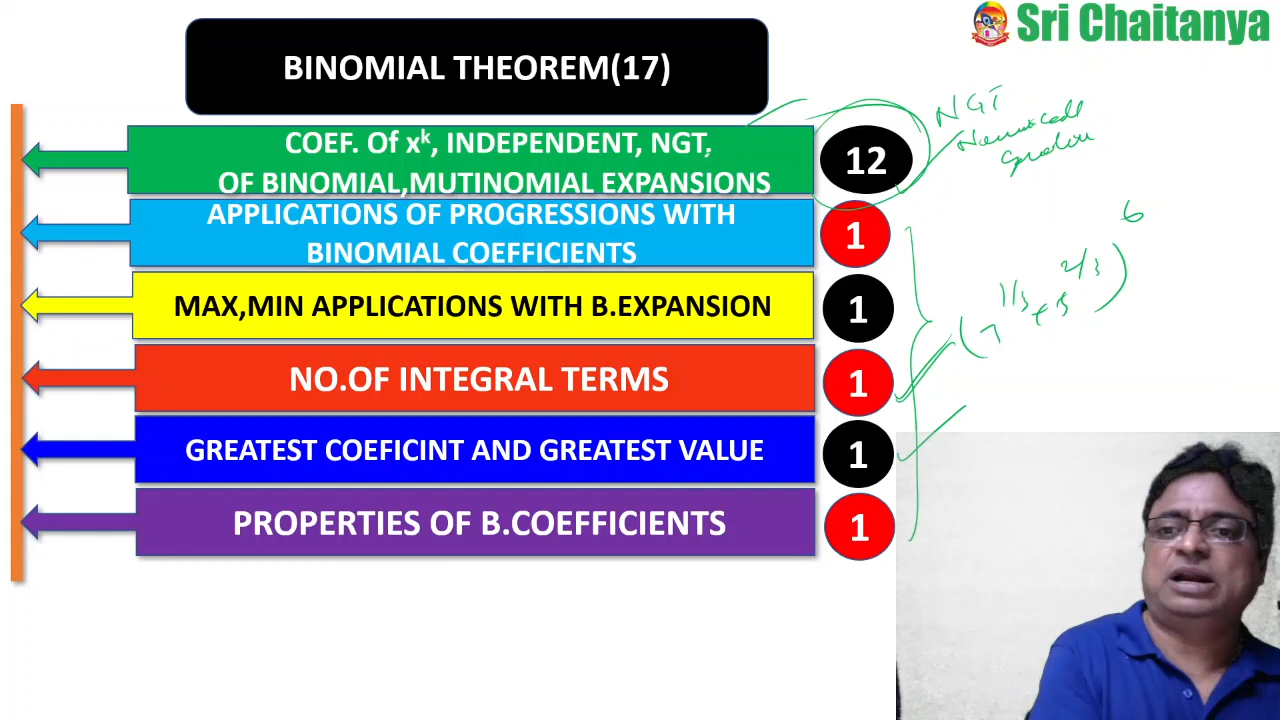 Sri Chaitanya
BINOMIAL THEOREM(17)
COEF. Of xᵏ, INDEPENDENT, NGT,
OF BINOMIAL,MUTINOMIAL EXPANSIONS
12
NGT
APPLICATIONS OF PROGRESSIONS WITH
BINOMIAL COEFFICIENTS
1
MAX,MIN APPLICATIONS WITH B.EXPANSION
1
NO.OF INTEGRAL TERMS
1
GREATEST COEFICINT AND GREATEST VALUE
1
PROPERTIES OF B.COEFFICIENTS
1